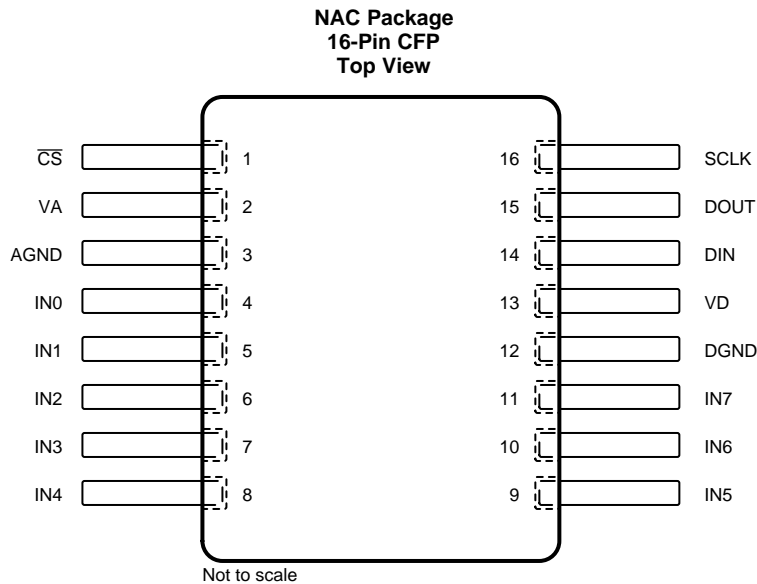 NAC Package
16-Pin CFP
Top View
CS 1 16 SCLK
VA 2 15 DOUT
AGND 3 14 DIN
IN0 4 13 VD
IN1 5 12 DGND
IN2 6 11 IN7
IN3 7 10 IN6
IN4 8 9 IN5
Not to scale